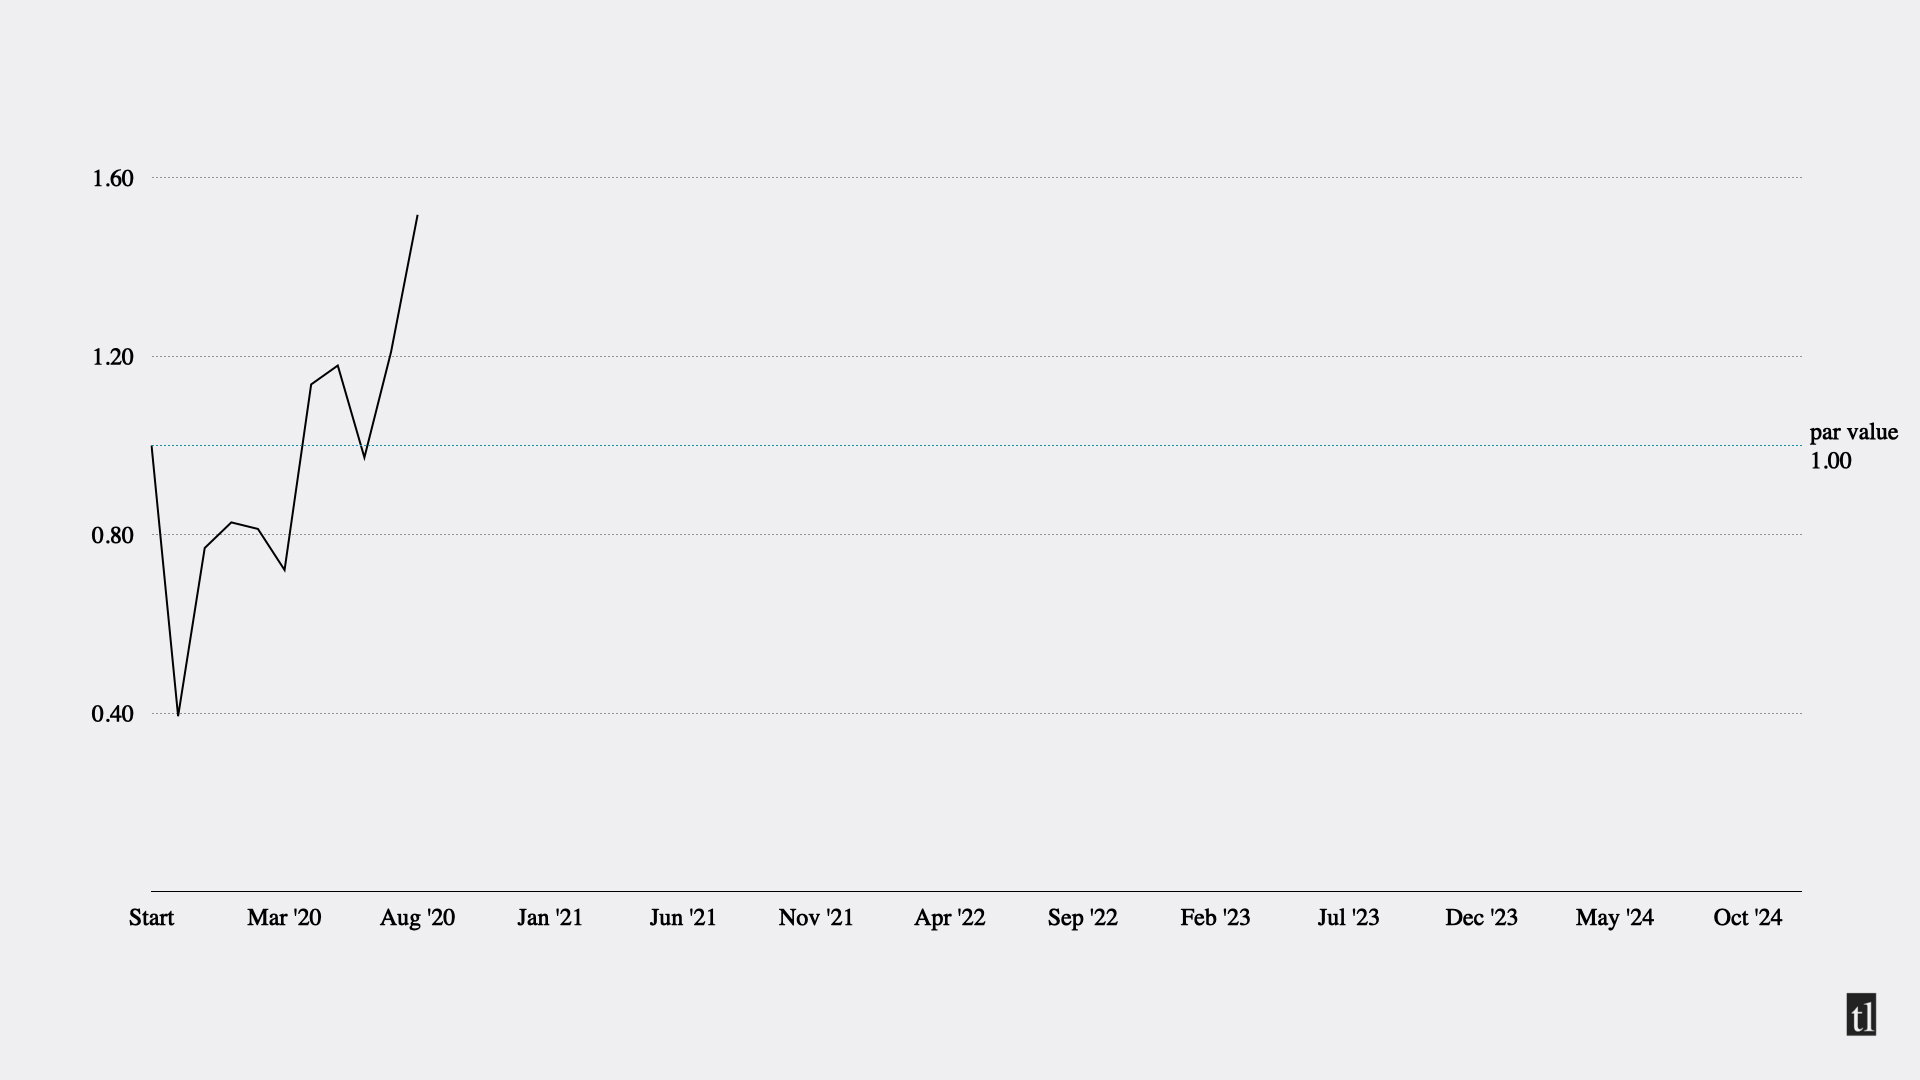 1.60
1.20
par value
1.00
0.80
0.40
Start Mar '20 Aug '20 Jan '21 Jun '21 Nov '21 Apr '22 Sep '22 Feb '23 Jul '23 Dec '23 May '24 Oct '24
tl